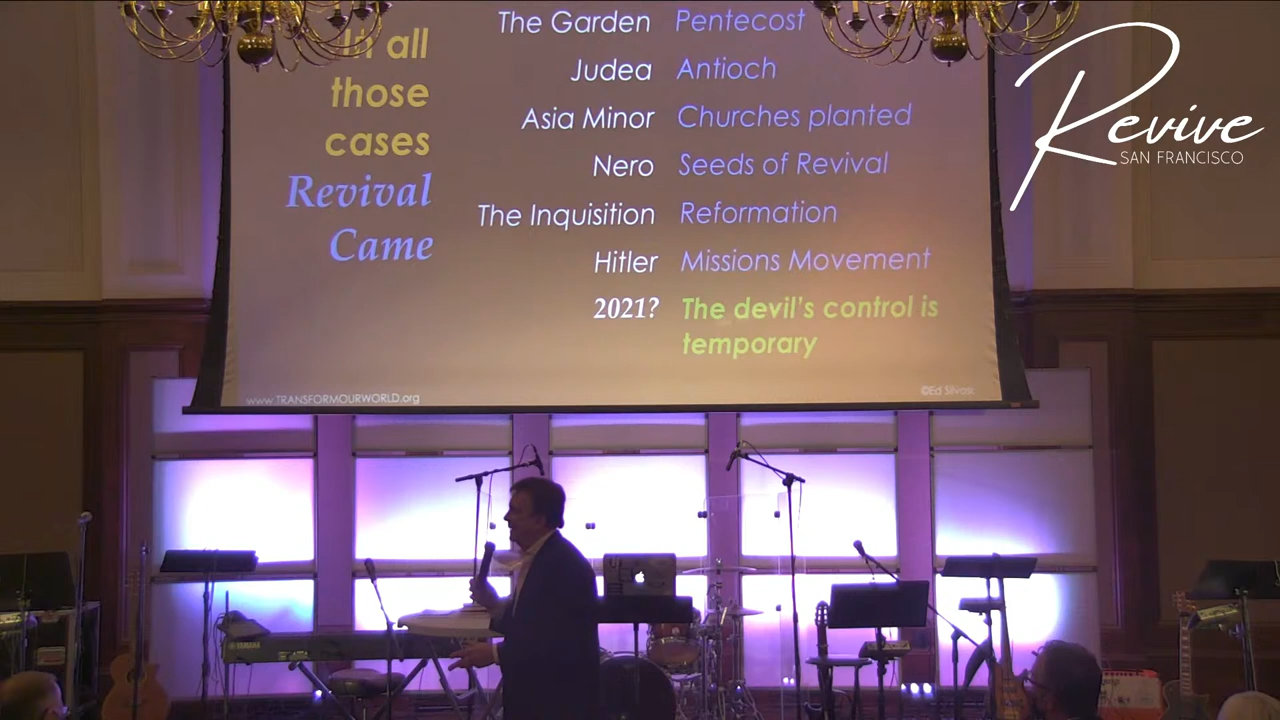 In all
those
cases
Revival
Came
The Garden Pentecost
Judea Antioch
Asia Minor Churches planted
Nero Seeds of Revival
The Inquisition Reformation
Hitler Missions Movement
2021? The devil's control is
temporary
www.TRANSFORMOURWORLD.org
©Ed Silvoso
Revive
SAN FRANCISCO
YAMAHA